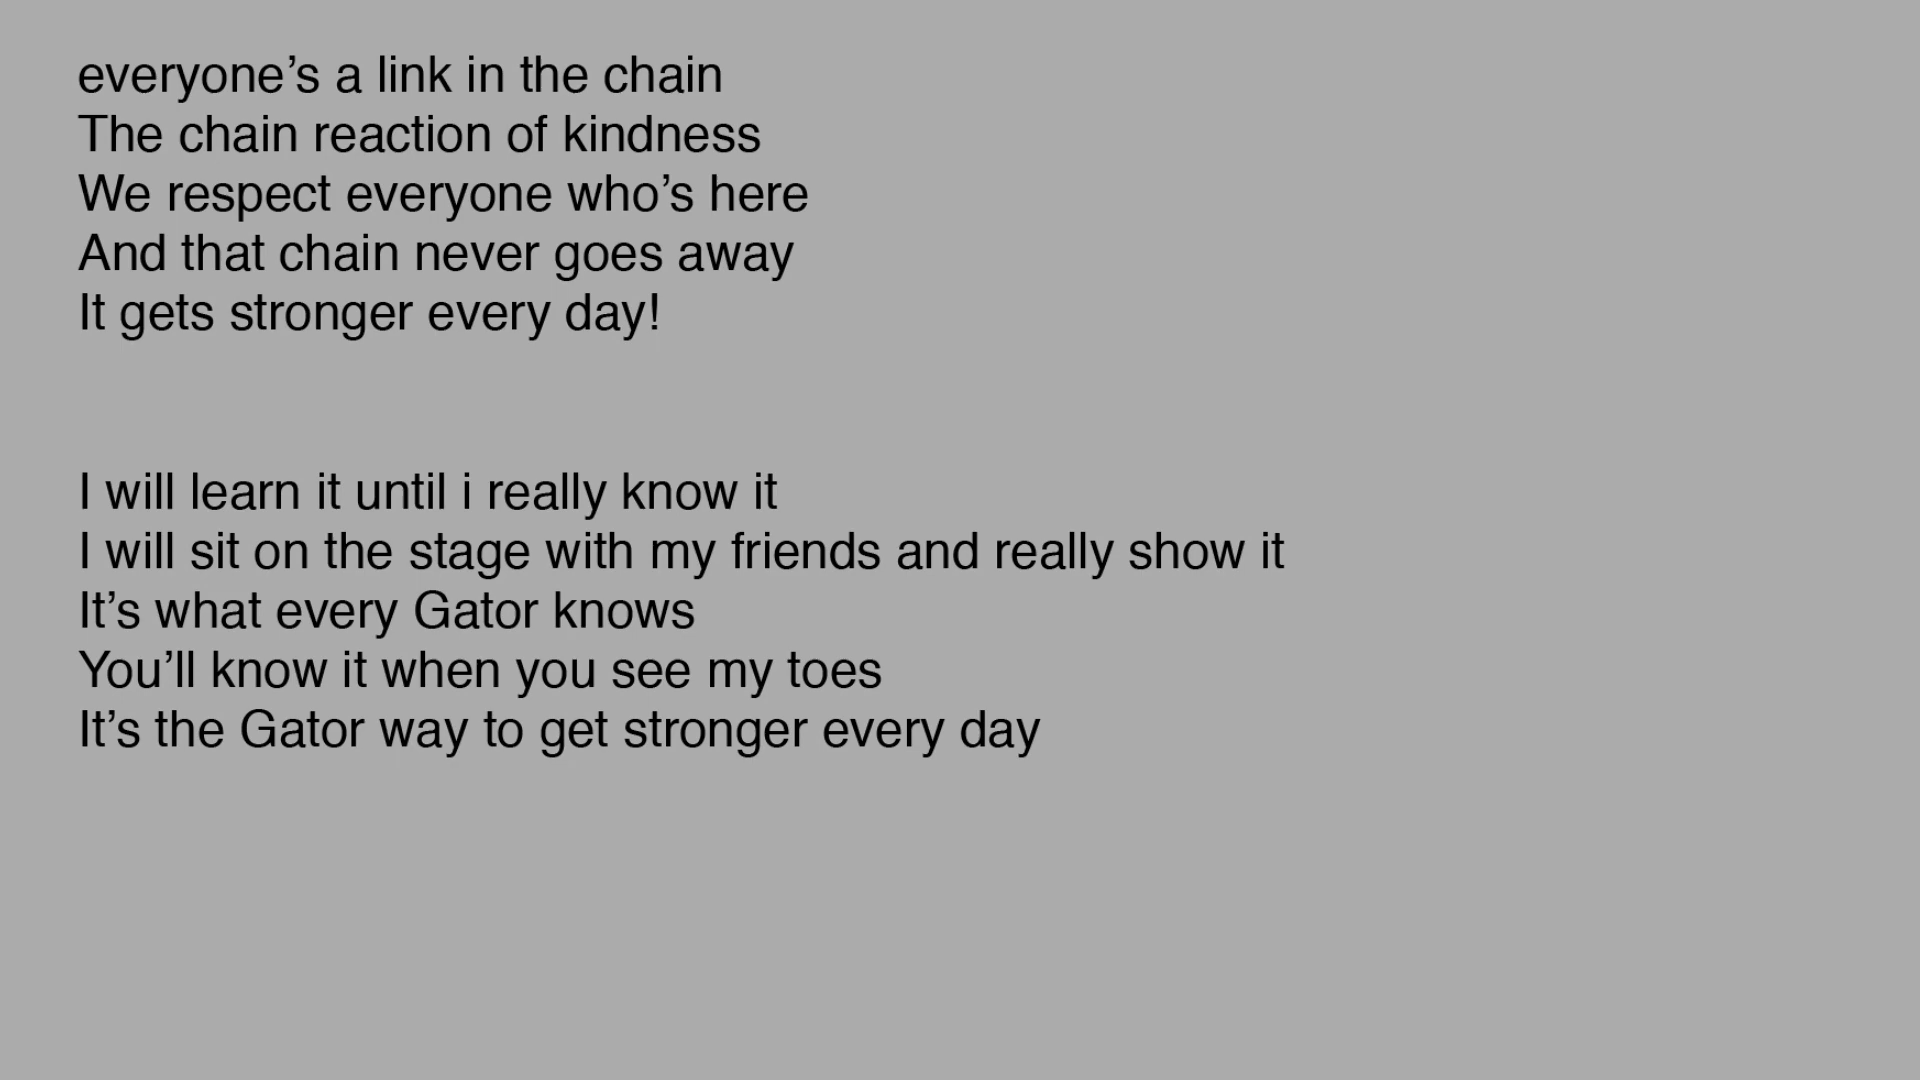 everyone’s a link in the chain
The chain reaction of kindness
We respect everyone who’s here
And that chain never goes away
It gets stronger every day!
I will learn it until i really know it
I will sit on the stage with my friends and really show it
It’s what every Gator knows
You’ll know it when you see my toes
It’s the Gator way to get stronger every day